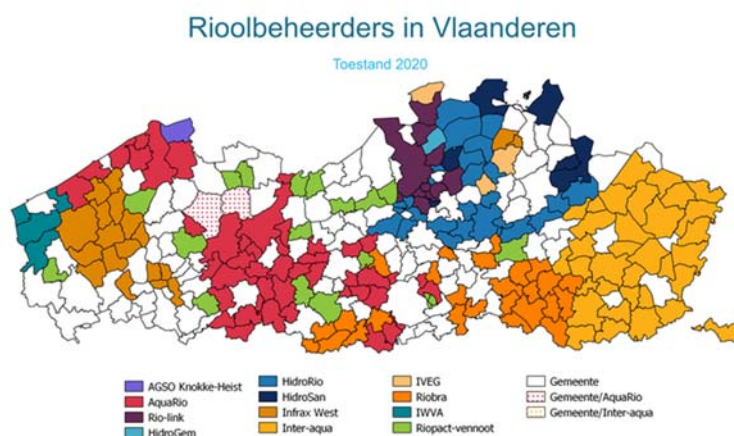 Rioolbeheerders in Vlaanderen
Toestand 2020
AGSO Knokke-Heist
AquaRio
Rio-link
HidroGem
HidroRio
HidroSan
Infrax West
Inter-aqua
IVEG
Riobra
IWVA
Riopact-vennoot
Gemeente
Gemeente/AquaRio
Gemeente/Inter-aqua